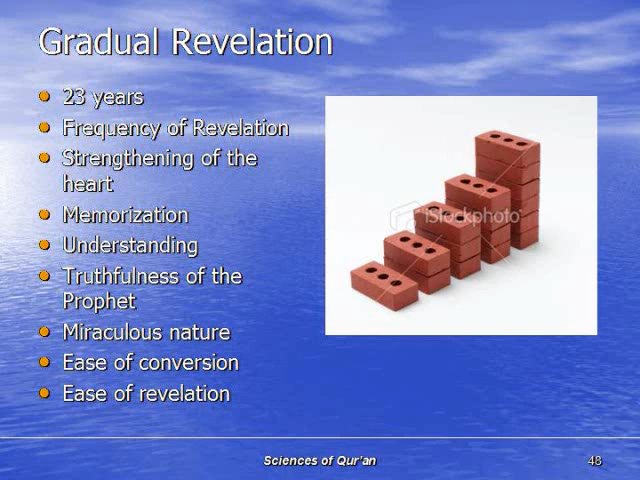 Gradual Revelation
23 years
Frequency of Revelation
Strengthening of the
heart
Memorization
Understanding
Truthfulness of the
Prophet
Miraculous nature
Ease of conversion
Ease of revelation
iStockphoto
Sciences of Qur'an
48